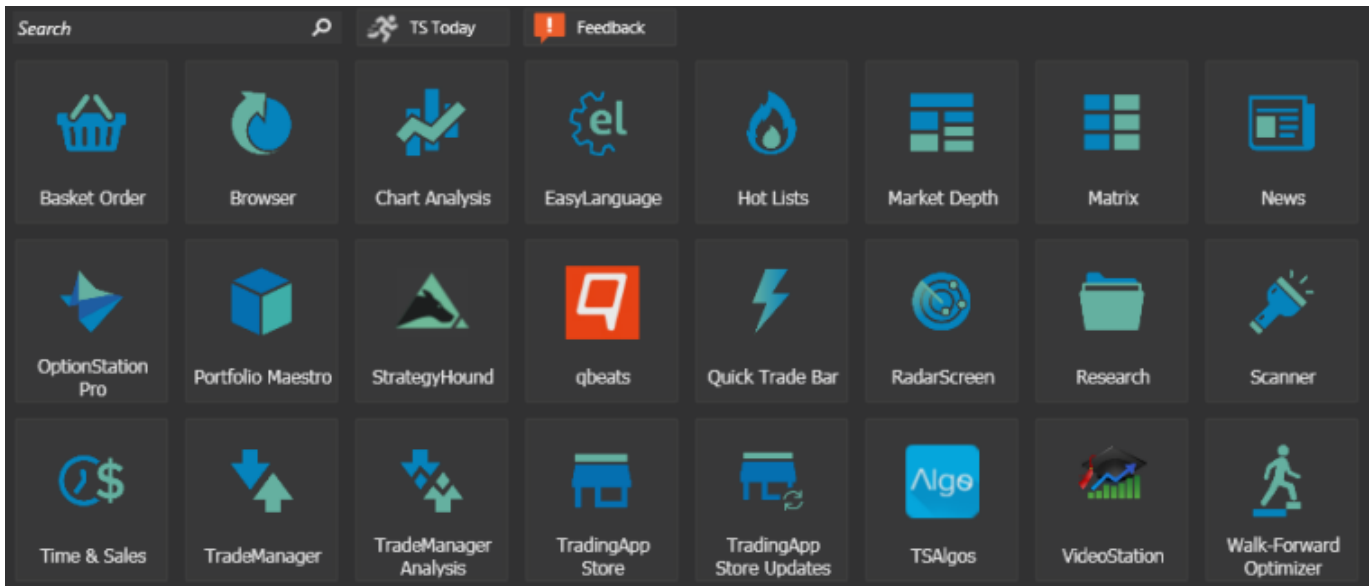 Search
TS Today
Feedback
el
Basket Order
Browser
Chart Analysis
EasyLanguage
Hot Lists
Market Depth
Matrix
News
OptionStation
Pro
Portfolio Maestro
StrategyHound
qbeats
Quick Trade Bar
RadarScreen
Research
Scanner
$
Algo
Time & Sales
TradeManager
TradeManager
Analysis
TradingApp
Store
TradingApp
Store Updates
TSAlgos
VideoStation
Walk-Forward
Optimizer